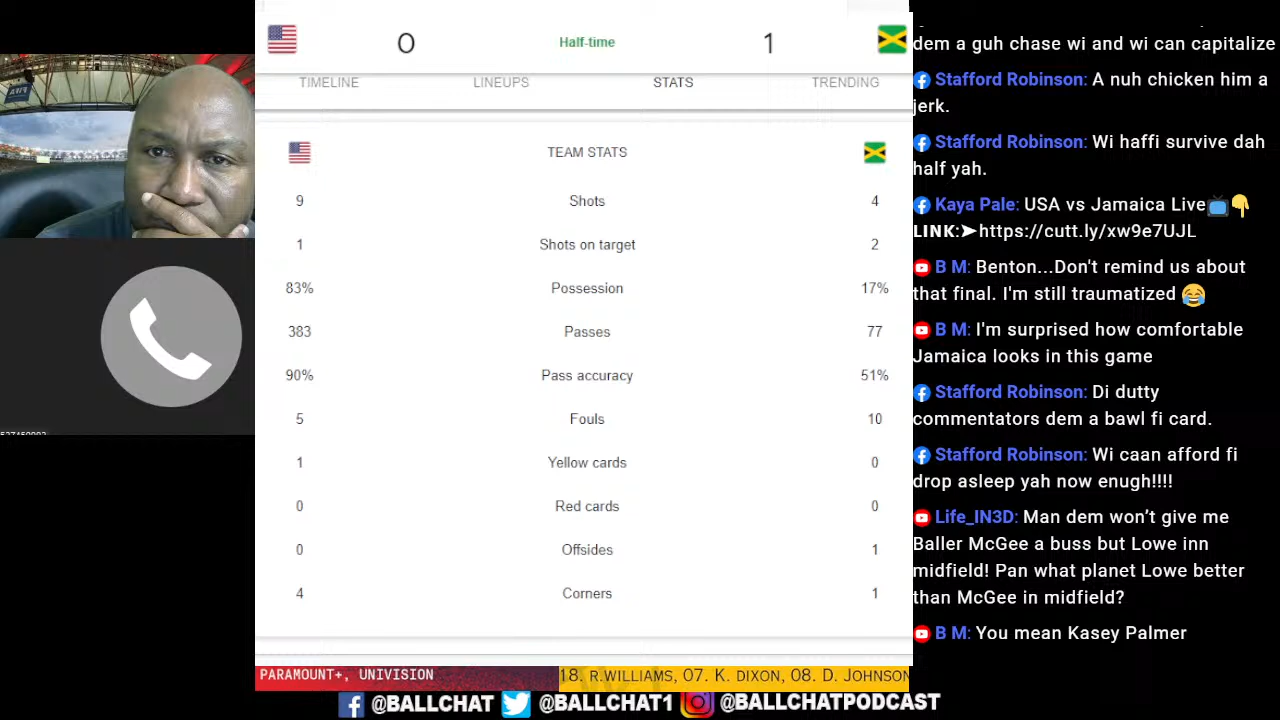 0 Half-time 1
TIMELINE LINEUPS STATS TRENDING
TEAM STATS
9 Shots 4
1 Shots on target 2
83% Possession 17%
383 Passes 77
90% Pass accuracy 51%
5 Fouls 10
1 Yellow cards 0
0 Red cards 0
0 Offsides 1
4 Corners 1
PARAMOUNT+, UNIVISION
18. R.WILLIAMS, 07. K. DIXON, 08. D. JOHNSON
@BALLCHAT @BALLCHAT1 @BALLCHATPODCAST
dem a guh chase wi and wi can capitalize
Stafford Robinson: A nuh chicken him a
jerk.
Stafford Robinson: Wi haffi survive dah
half yah.
Kaya Pale: USA vs Jamaica Live📺👇
𝗟𝗜𝗡𝗞:➤https://cutt.ly/xw9e7UJL
B M: Benton...Don't remind us about
that final. I'm still traumatized 😂
B M: I'm surprised how comfortable
Jamaica looks in this game
Stafford Robinson: Di dutty
commentators dem a bawl fi card.
Stafford Robinson: Wi caan afford fi
drop asleep yah now enugh!!!!
Life_IN3D: Man dem won’t give me
Baller McGee a buss but Lowe inn
midfield! Pan what planet Lowe better
than McGee in midfield?
B M: You mean Kasey Palmer